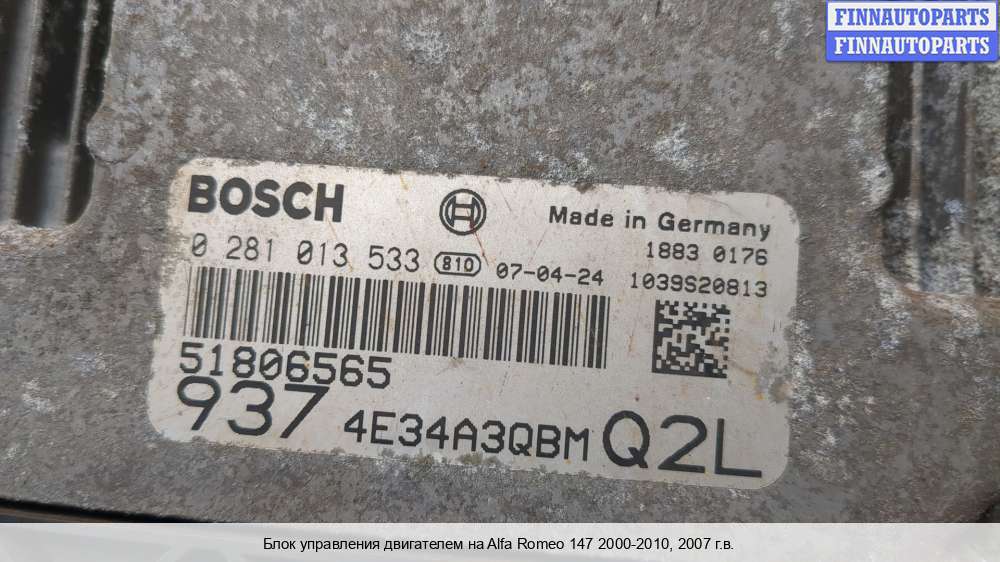 FINNAUTOPARTS
FINNAUTOPARTS
BOSCH
Made in Germany
1883 0176
0 281 013 533 810 07-04-24 1039S20813
51806565
937 4E34A3QBM Q2L
Блок управления двигателем на Alfa Romeo 147 2000-2010, 2007 г.в.